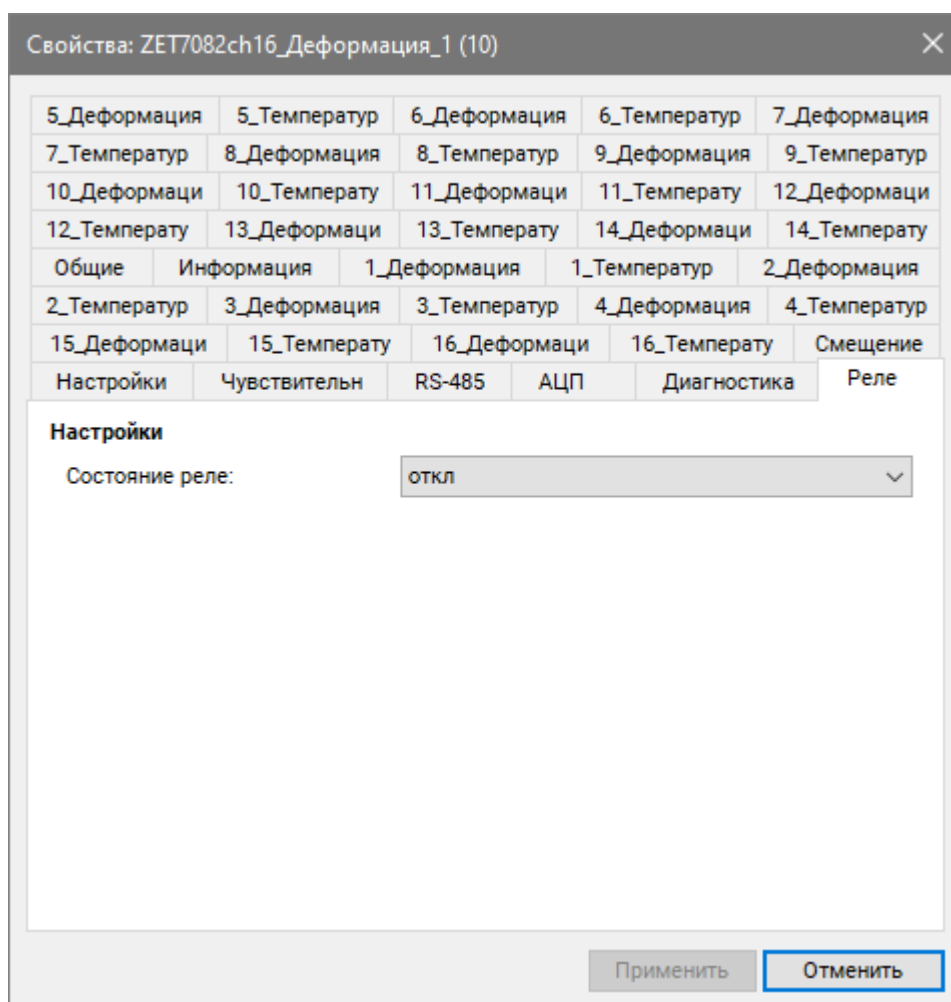 Свойства: ZET7082ch16_Деформация_1 (10)
5_Деформация 5_Температур 6_Деформация 6_Температур 7_Деформация
7_Температур 8_Деформация 8_Температур 9_Деформация 9_Температур
10_Деформаци 10_Температу 11_Деформаци 11_Температу 12_Деформаци
12_Температу 13_Деформаци 13_Температу 14_Деформаци 14_Температу
Общие Информация 1_Деформация 1_Температур 2_Деформация
2_Температур 3_Деформация 3_Температур 4_Деформация 4_Температур
15_Деформаци 15_Температу 16_Деформаци 16_Температу Смещение
Настройки Чувствительн RS-485 АЦП Диагностика Реле
Настройки
Состояние реле: откл
Применить Отменить